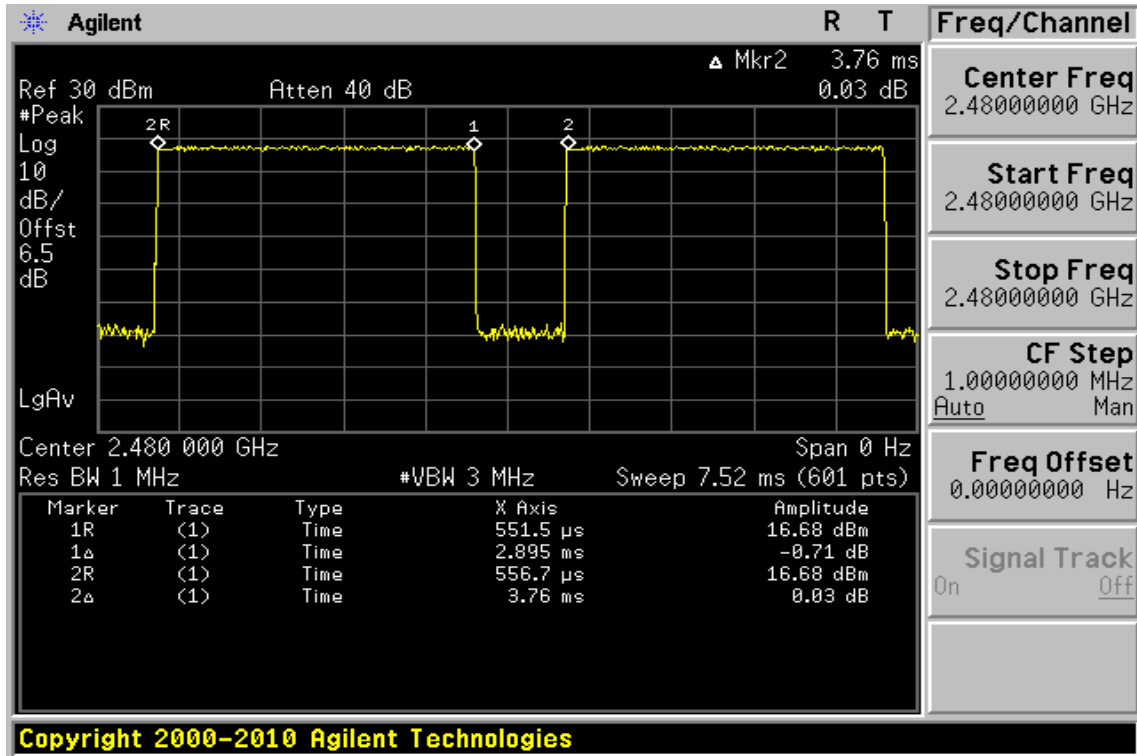 Agilent R T
Freq/Channel
▵ Mkr2 3.76 ms
Ref 30 dBm Atten 40 dB 0.03 dB
#Peak
Log
10
dB/
Offst
6.5
dB
LgAv
2R 1 2
Center 2.480 000 GHz Span 0 Hz
Res BW 1 MHz #VBW 3 MHz Sweep 7.52 ms (601 pts)
Marker Trace Type X Axis Amplitude
1R (1) Time 551.5 µs 16.68 dBm
1▵ (1) Time 2.895 ms -0.71 dB
2R (1) Time 556.7 µs 16.68 dBm
2▵ (1) Time 3.76 ms 0.03 dB
Center Freq
2.48000000 GHz
Start Freq
2.48000000 GHz
Stop Freq
2.48000000 GHz
CF Step
1.00000000 MHz
Auto Man
Freq Offset
0.00000000 Hz
Signal Track
On Off
Copyright 2000-2010 Agilent Technologies